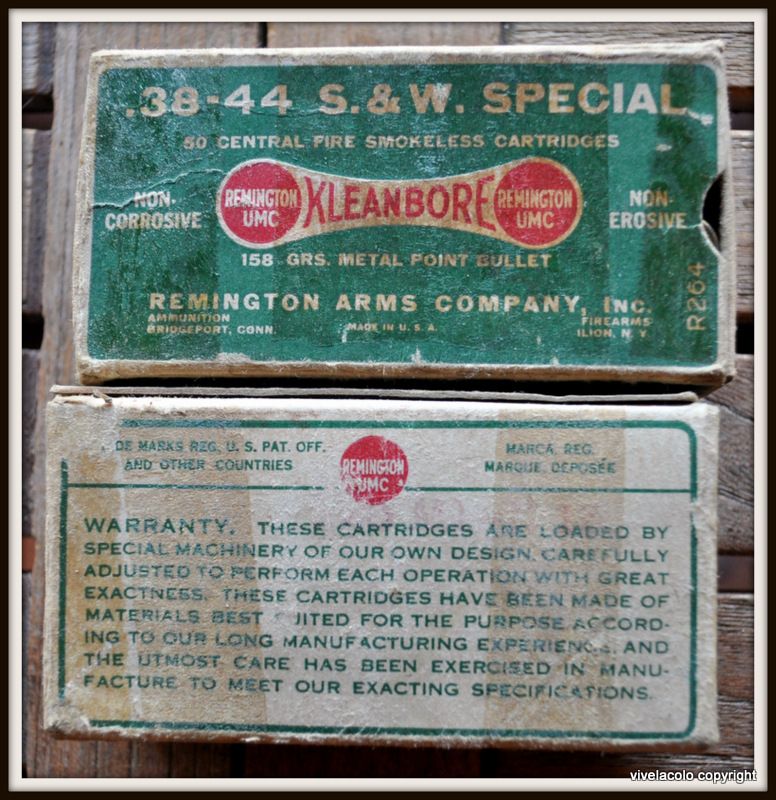 .38-44 S.&W. SPECIAL
50 CENTRAL FIRE SMOKELESS CARTRIDGES
NON-
CORROSIVE
REMINGTON
UMC
KLEANBORE
REMINGTON
UMC
NON-
EROSIVE
158 GRS. METAL POINT BULLET
REMINGTON ARMS COMPANY, INC.
AMMUNITION
BRIDGEPORT, CONN.
MADE IN U.S.A.
FIREARMS
ILION, N.Y.
R264
DE MARKS REG. U.S. PAT. OFF.
AND OTHER COUNTRIES
REMINGTON
UMC
MARCA REG.
MARQUE DEPOSÉE
WARRANTY. THESE CARTRIDGES ARE LOADED BY
SPECIAL MACHINERY OF OUR OWN DESIGN, CAREFULLY
ADJUSTED TO PERFORM EACH OPERATION WITH GREAT
EXACTNESS. THESE CARTRIDGES HAVE BEEN MADE OF
MATERIALS BEST SUITED FOR THE PURPOSE ACCORD-
ING TO OUR LONG MANUFACTURING EXPERIENCE, AND
THE UTMOST CARE HAS BEEN EXERCISED IN MANU-
FACTURE TO MEET OUR EXACTING SPECIFICATIONS.
vivelacolo copyright